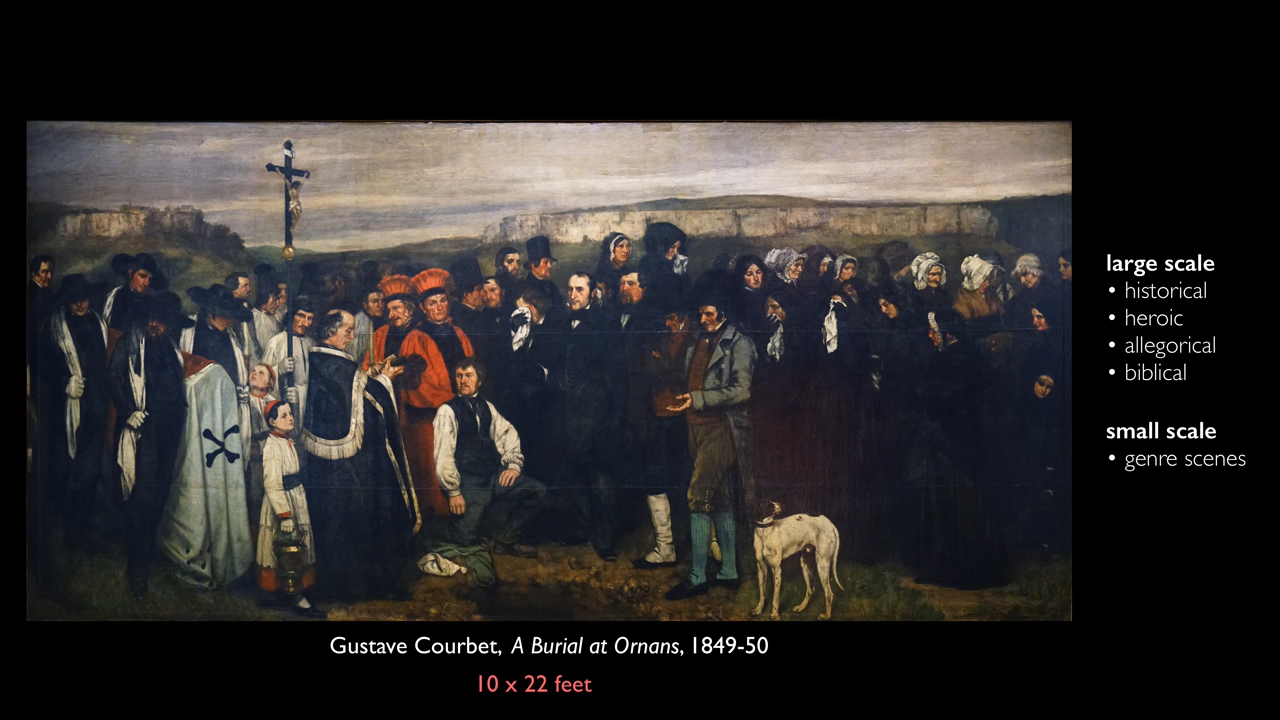 large scale
• historical
• heroic
• allegorical
• biblical
small scale
• genre scenes
Gustave Courbet, A Burial at Ornans, 1849-50
10 x 22 feet